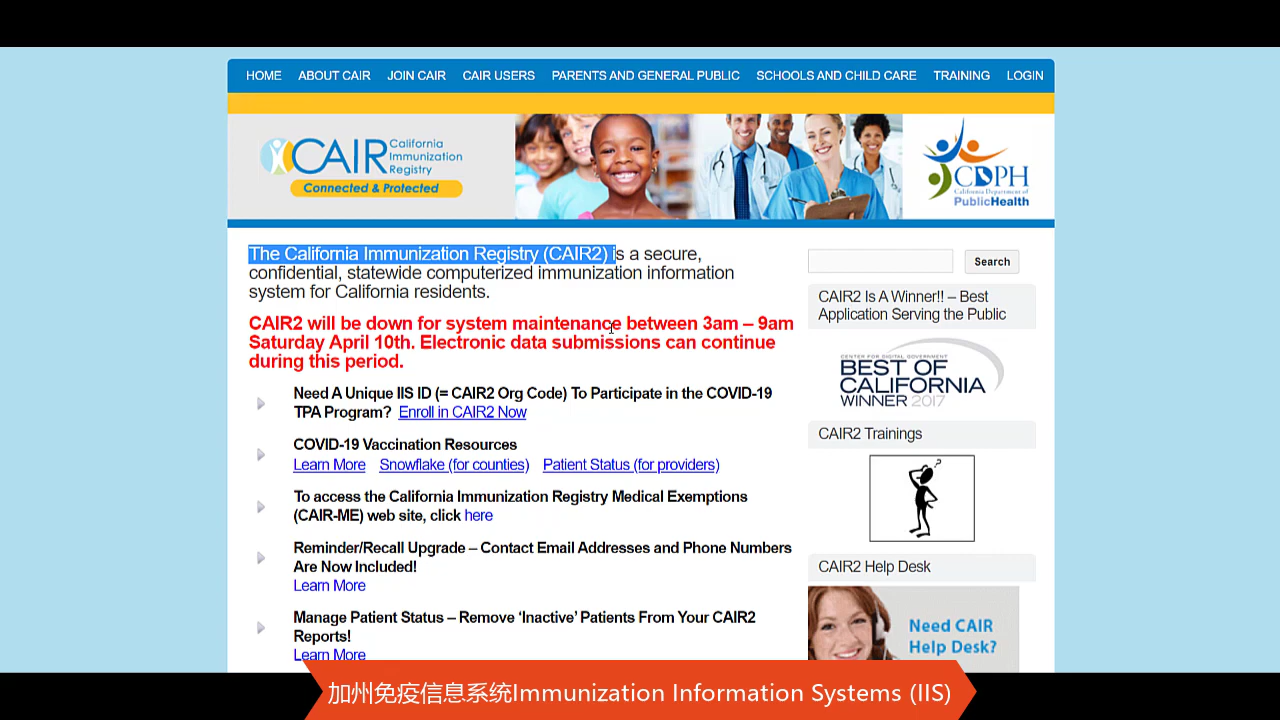 HOME ABOUT CAIR JOIN CAIR CAIR USERS PARENTS AND GENERAL PUBLIC SCHOOLS AND CHILD CARE TRAINING LOGIN
CAIR California
Immunization
Registry
Connected & Protected
CDPH
California Department of
PublicHealth
The California Immunization Registry (CAIR2) is a secure,
confidential, statewide computerized immunization information
system for California residents.
CAIR2 will be down for system maintenance between 3am – 9am
Saturday April 10th. Electronic data submissions can continue
during this period.
Need A Unique IIS ID (= CAIR2 Org Code) To Participate in the COVID-19
TPA Program? Enroll in CAIR2 Now
COVID-19 Vaccination Resources
Learn More Snowflake (for counties) Patient Status (for providers)
To access the California Immunization Registry Medical Exemptions
(CAIR-ME) web site, click here
Reminder/Recall Upgrade – Contact Email Addresses and Phone Numbers
Are Now Included!
Learn More
Manage Patient Status – Remove ‘Inactive’ Patients From Your CAIR2
Reports!
Learn More
Search
CAIR2 Is A Winner!! – Best
Application Serving the Public
CENTER FOR DIGITAL GOVERNMENT
BEST OF
CALIFORNIA
WINNER 2017
CAIR2 Trainings
?
CAIR2 Help Desk
Need CAIR
Help Desk?
加州免疫信息系统Immunization Information Systems (IIS)